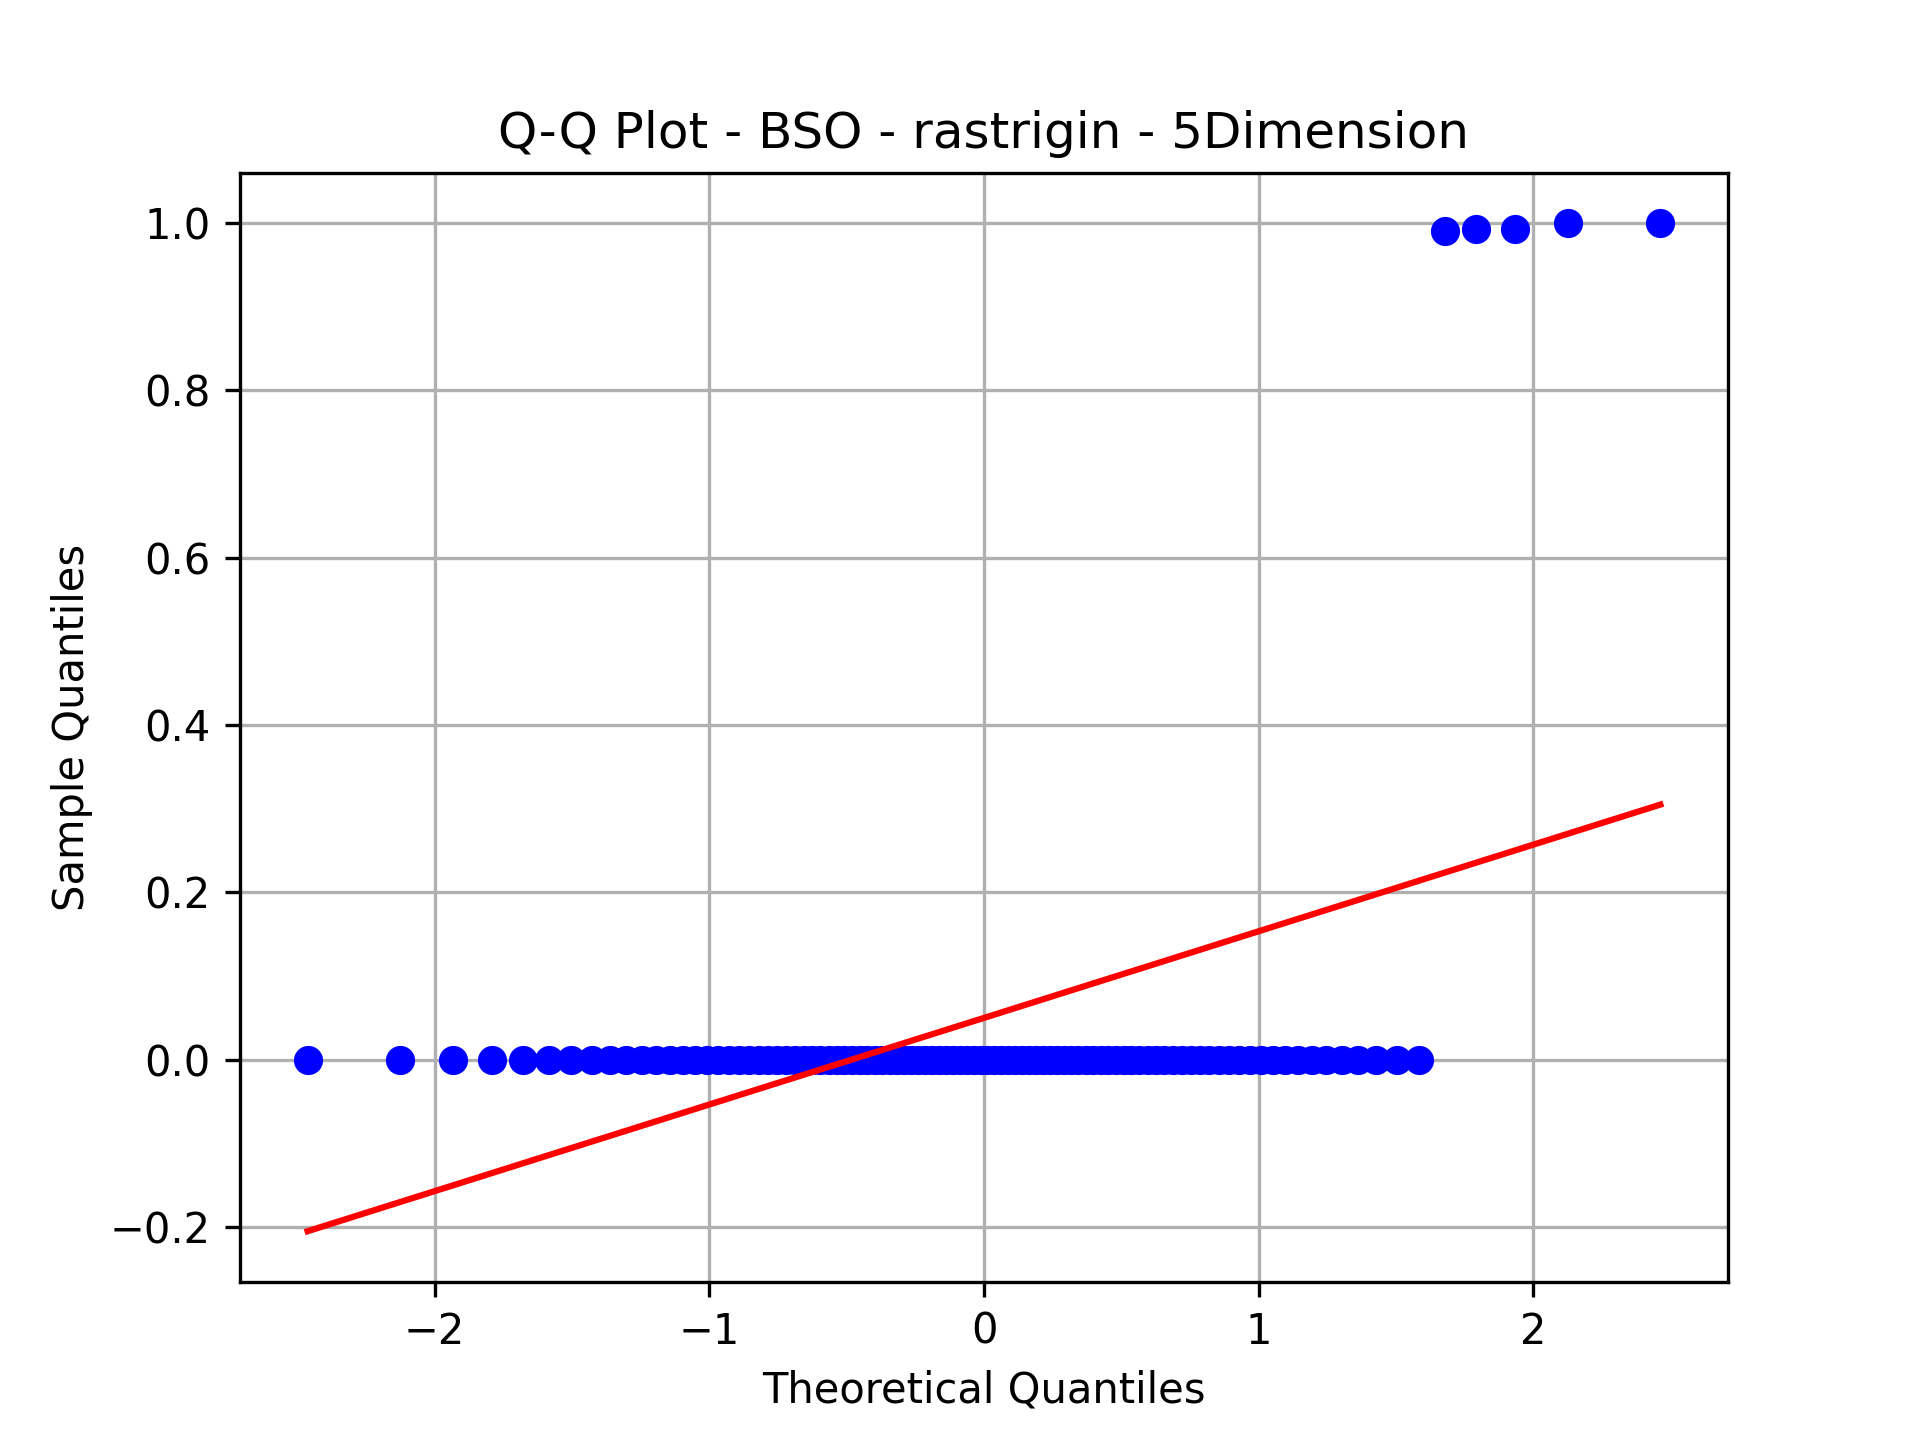 Q-Q Plot - BSO - rastrigin - 5Dimension
1.0
0.8
0.6
0.4
0.2
0.0
−0.2
Sample Quantiles
−2 −1 0 1 2
Theoretical Quantiles